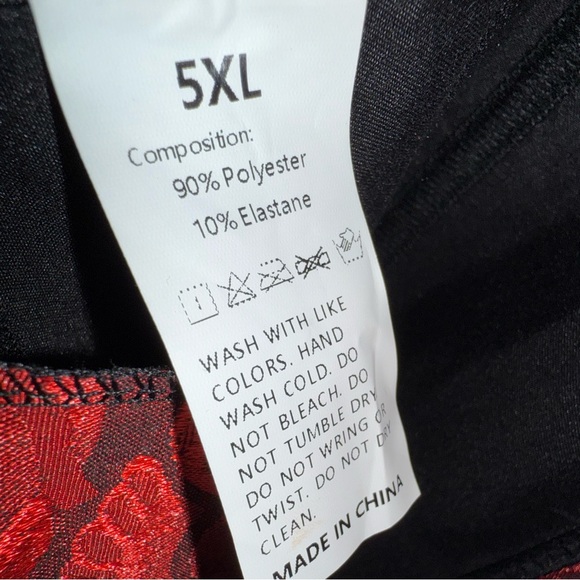 5XL
Composition:
90% Polyester
10% Elastane
WASH WITH LIKE
COLORS. HAND
WASH COLD. DO
NOT BLEACH. DO
NOT TUMBLE DRY
DO NOT WRING OR
TWIST. DO NOT DRY
CLEAN.
MADE IN CHINA